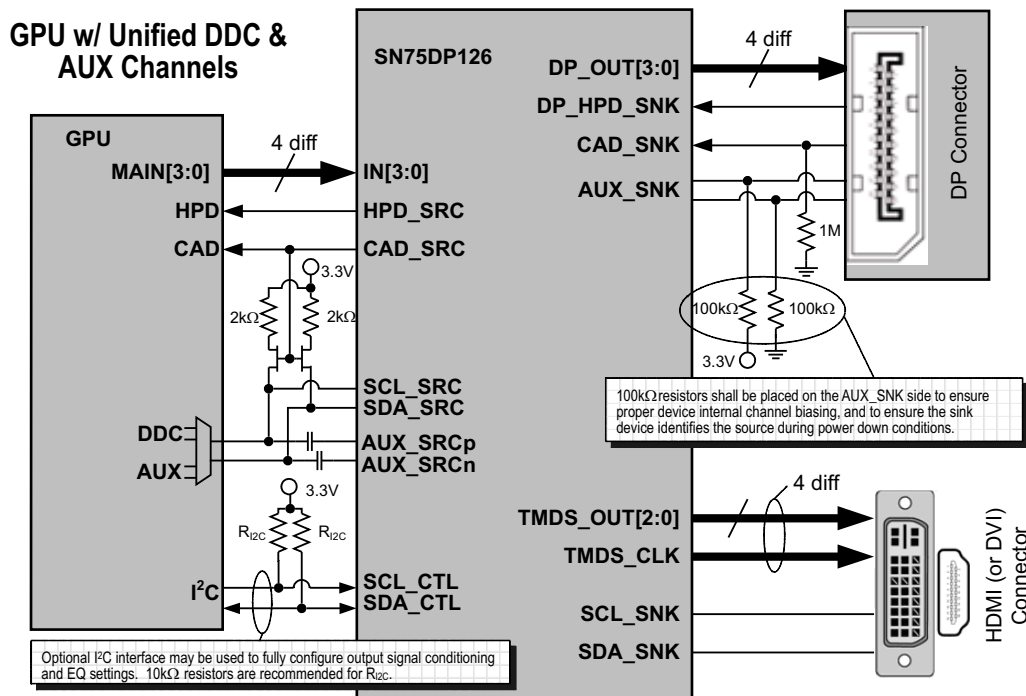 GPU w/ Unified DDC &
AUX Channels
GPU
MAIN[3:0]
HPD
CAD
DDC
AUX
I²C
4 diff
3.3V
2kΩ
2kΩ
3.3V
R_I2C
R_I2C
SN75DP126
IN[3:0]
HPD_SRC
CAD_SRC
SCL_SRC
SDA_SRC
AUX_SRCp
AUX_SRCn
SCL_CTL
SDA_CTL
DP_OUT[3:0]
DP_HPD_SNK
CAD_SNK
AUX_SNK
TMDS_OUT[2:0]
TMDS_CLK
SCL_SNK
SDA_SNK
4 diff
1M
100kΩ
100kΩ
3.3V
DP Connector
100kΩ resistors shall be placed on the AUX_SNK side to ensure
proper device internal channel biasing, and to ensure the sink
device identifies the source during power down conditions.
4 diff
HDMI (or DVI)
Connector
Optional I²C interface may be used to fully configure output signal conditioning
and EQ settings. 10kΩ resistors are recommended for R_I2C.